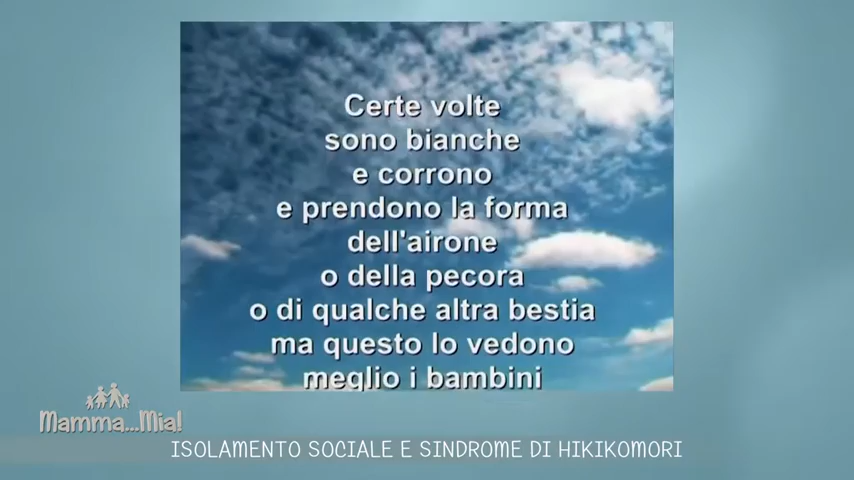 Certe volte
sono bianche
e corrono
e prendono la forma
dell'airone
o della pecora
o di qualche altra bestia
ma questo lo vedono
meglio i bambini
Mamma...Mia!
ISOLAMENTO SOCIALE E SINDROME DI HIKIKOMORI